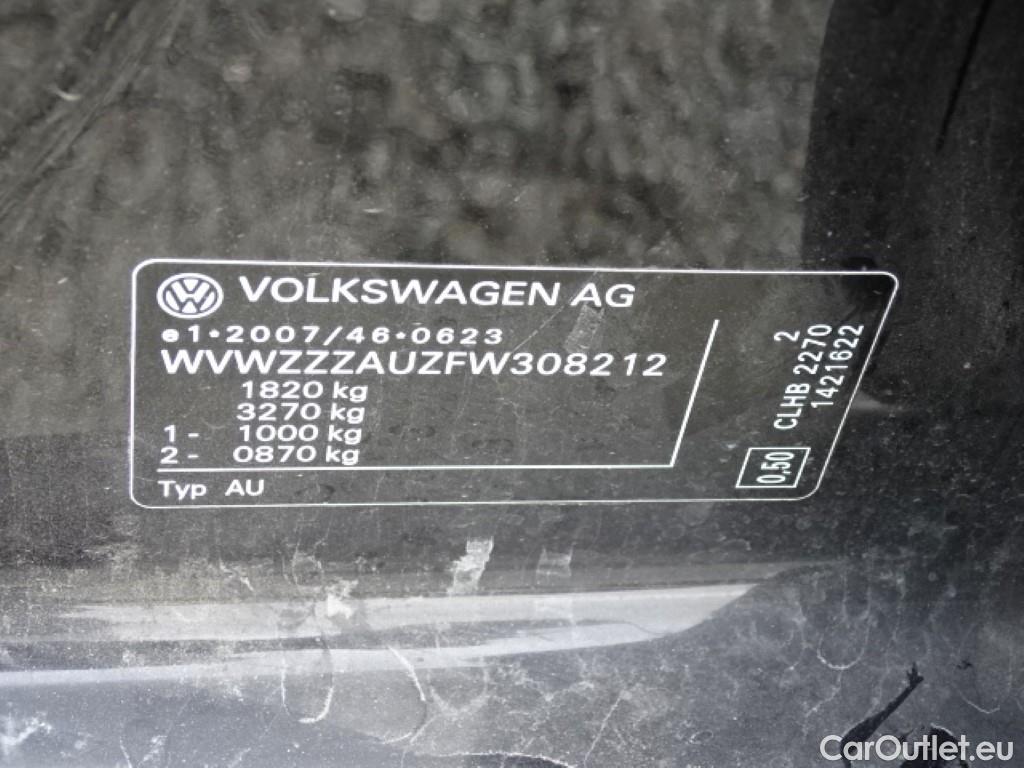 VOLKSWAGEN AG
e1*2007/46*0623
WVWZZZAUZFW308212
1820 kg
3270 kg
1- 1000 kg
2- 0870 kg
Typ AU
2
CLHB 2270
1421622
0,50
CarOutlet.eu